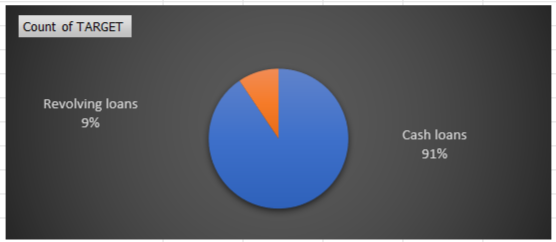 Count of TARGET
Revolving loans
9%
Cash loans
91%